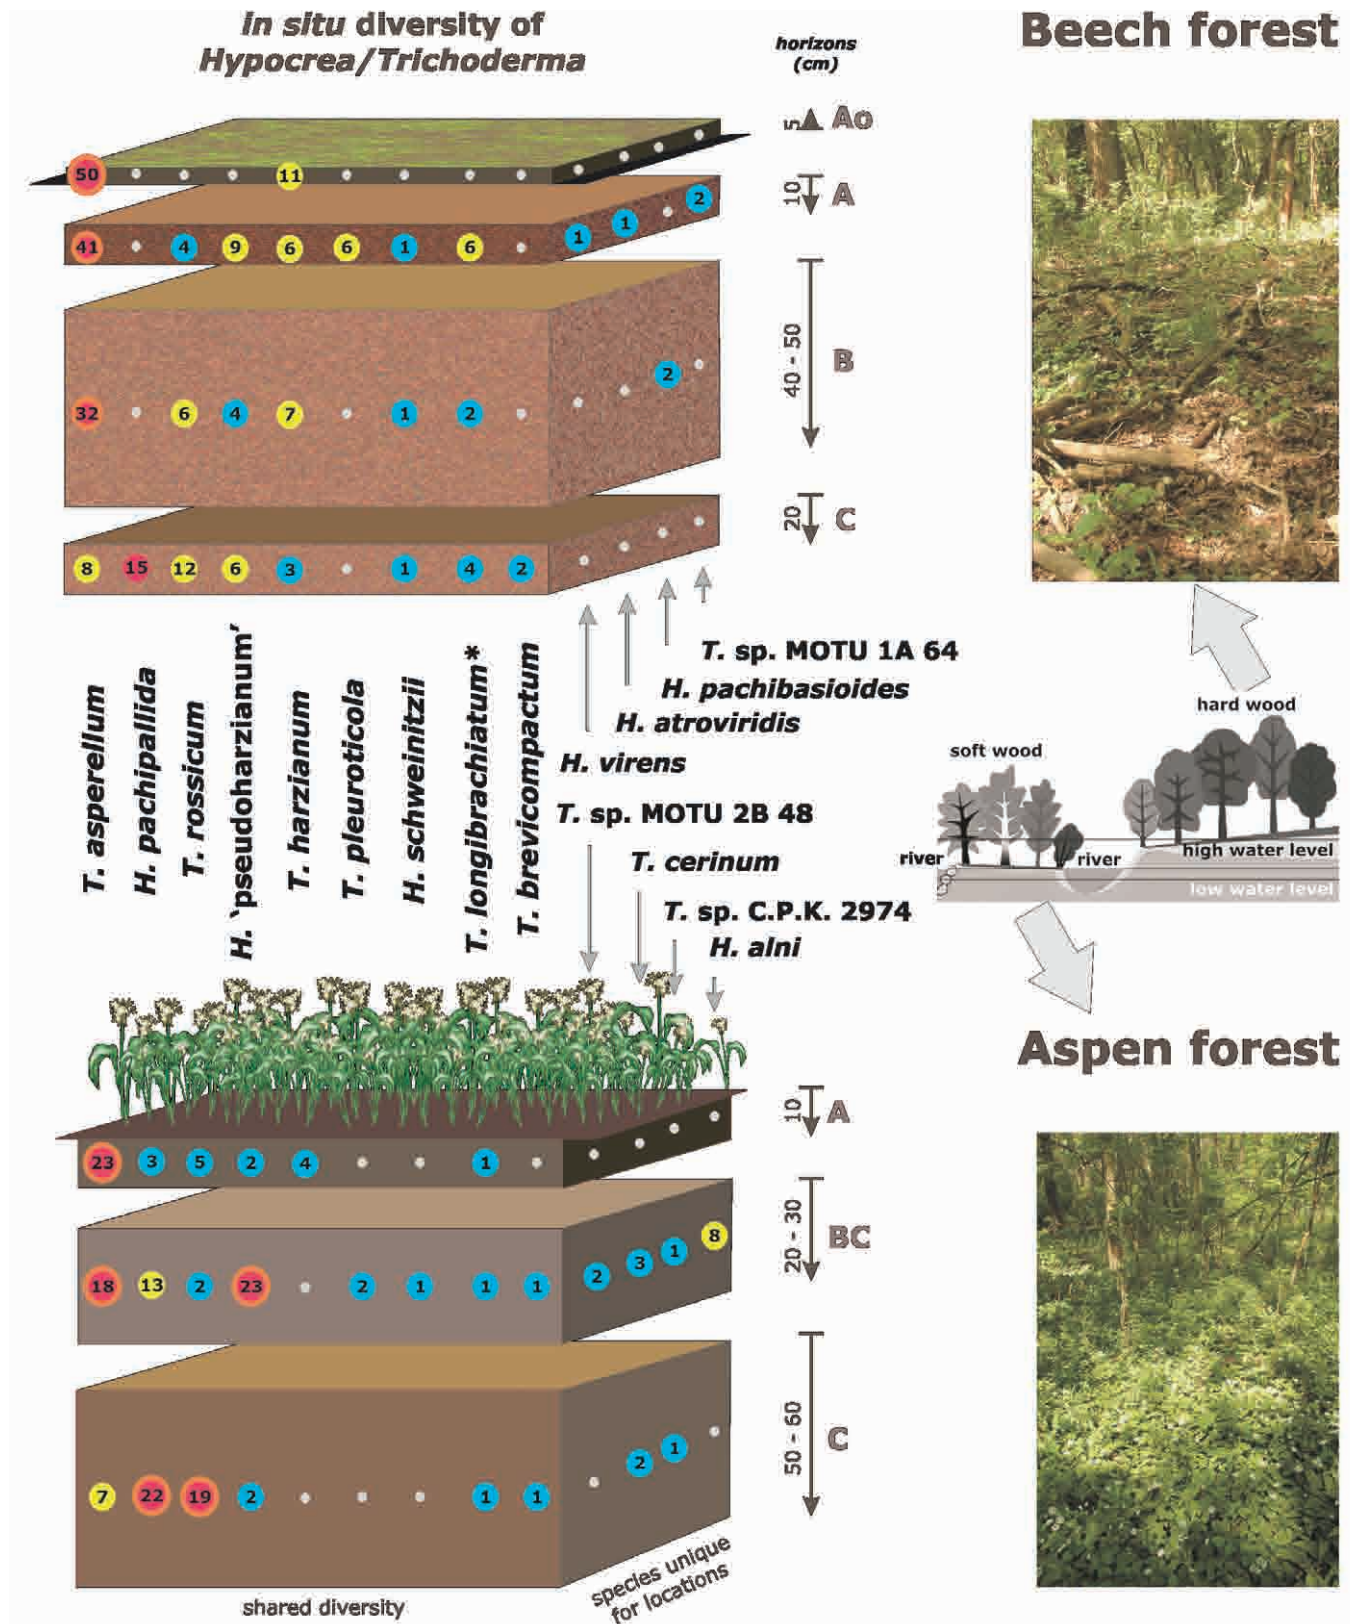 in situ diversity of
Hypocrea/Trichoderma
horizons
(cm)
Beech forest
5 Ao
50 11
10 A
2
1
1
41 4 9 6 6 1 6
40 - 50 B
2
32 6 4 7 1 2
20 C
8 15 12 6 3 1 4 2
T. asperellum
H. pachipallida
T. rossicum
H. 'pseudoharzianum'
T. harzianum
T. pleuroticola
H. schweinitzii
T. longibrachiatum*
T. brevicompactum
T. sp. MOTU 1A 64
H. pachibasioides
H. atroviridis
H. virens
T. sp. MOTU 2B 48
T. cerinum
T. sp. C.P.K. 2974
H. alni
hard wood
soft wood
river
river
high water level
low water level
Aspen forest
10 A
23 3 5 2 4 1
20 - 30 BC
8
1
3
2
18 13 2 23 2 1 1 1
50 - 60 C
1
2
7 22 19 2 1 1
shared diversity
species unique
for locations